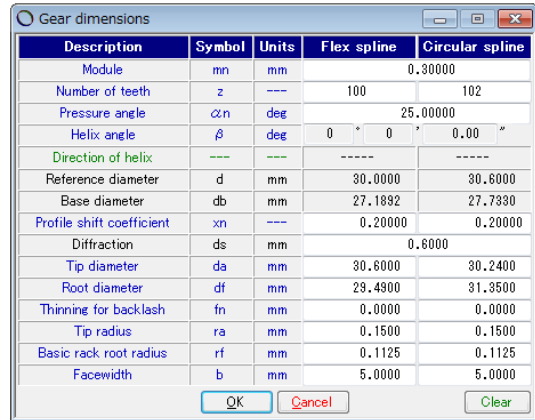 Gear dimensions
Description Symbol Units Flex spline Circular spline
Module mn mm 0.30000
Number of teeth z --- 100 102
Pressure angle αn deg 25.00000
Helix angle β deg 0 ° 0 ' 0.00 "
Direction of helix --- --- ----- -----
Reference diameter d mm 30.0000 30.6000
Base diameter db mm 27.1892 27.7330
Profile shift coefficient xn --- 0.20000 0.20000
Diffraction ds mm 0.6000
Tip diameter da mm 30.6000 30.2400
Root diameter df mm 29.4900 31.3500
Thinning for backlash fn mm 0.0000 0.0000
Tip radius ra mm 0.1500 0.1500
Basic rack root radius rf mm 0.1125 0.1125
Facewidth b mm 5.0000 5.0000
OK Cancel Clear